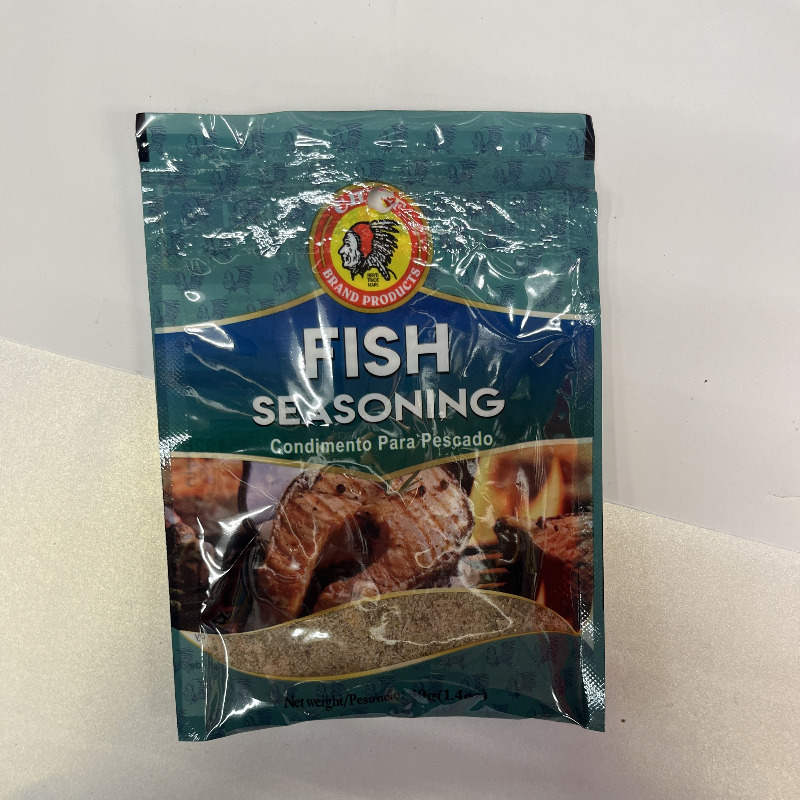 BRAND PRODUCTS
FISH
SEASONING
Condimento Para Pescado
Net weight/Peso